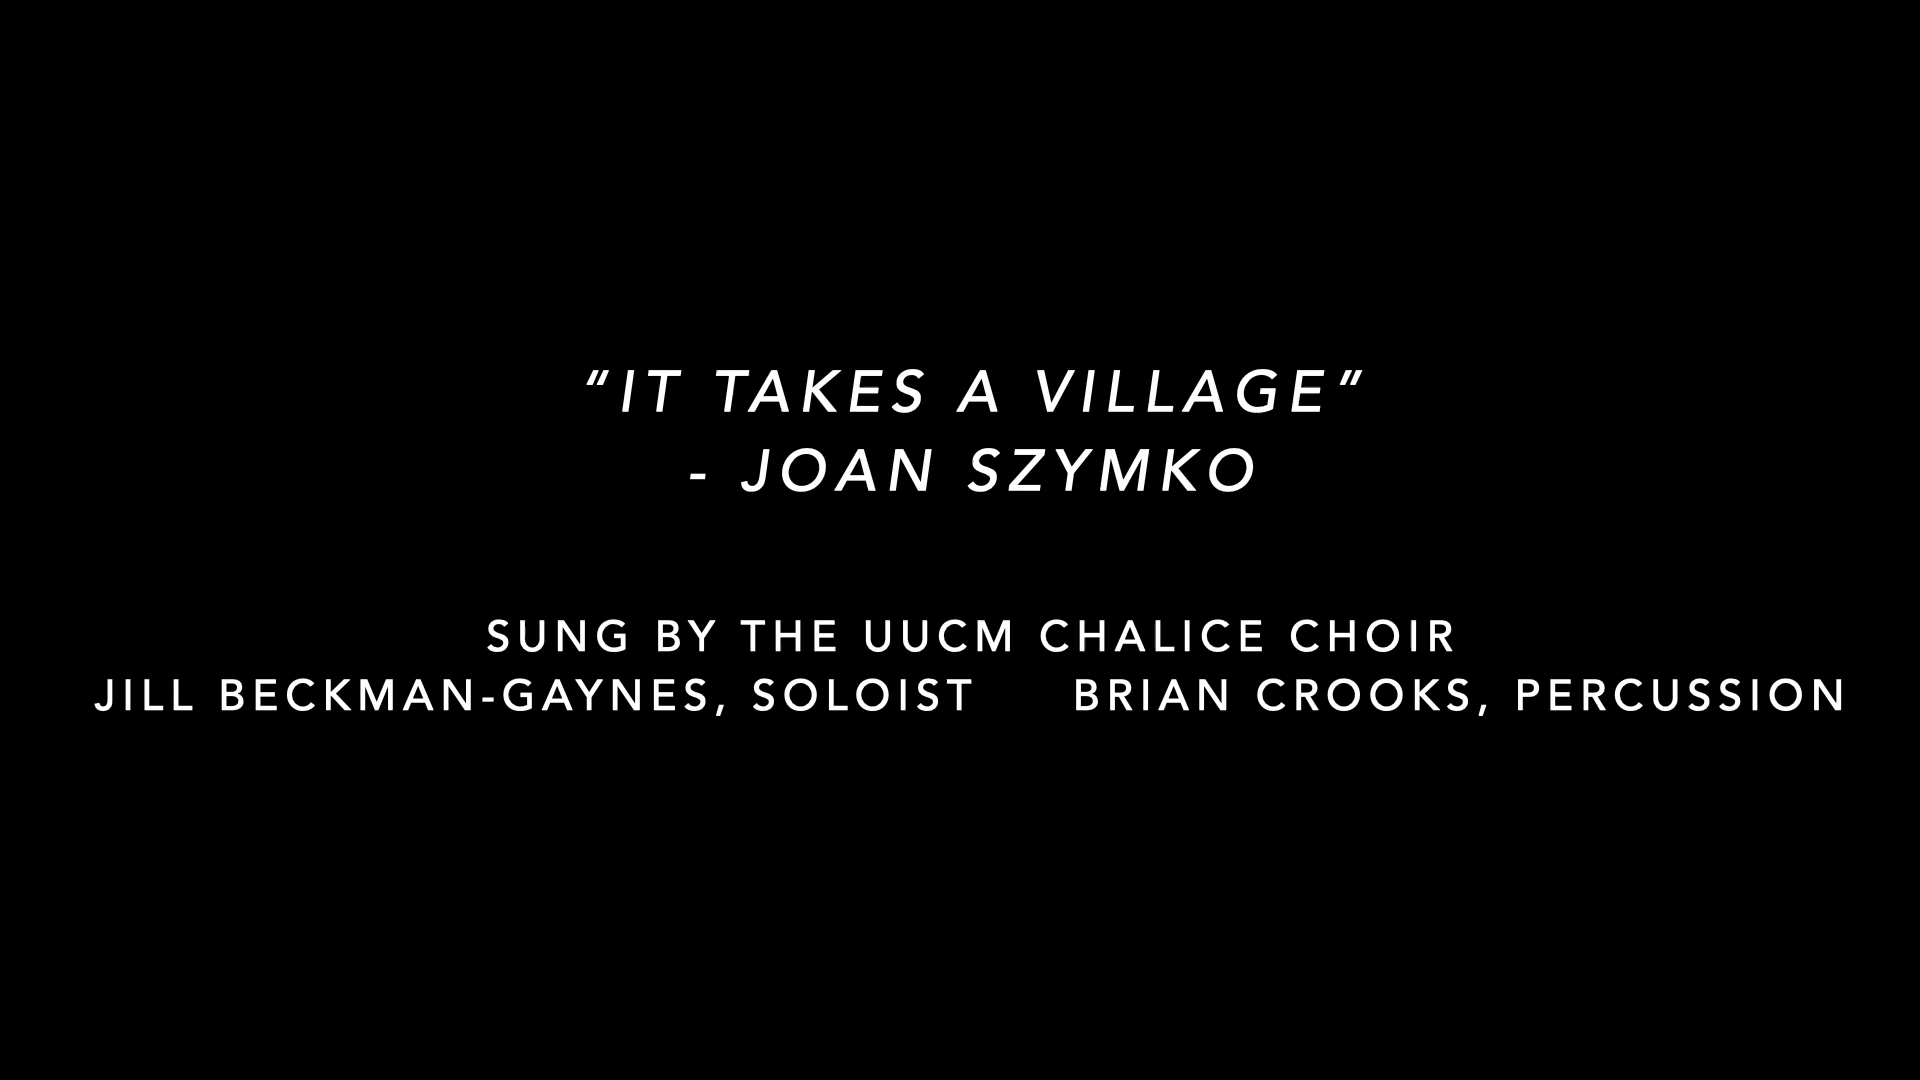 “IT TAKES A VILLAGE”
- JOAN SZYMKO
SUNG BY THE UUCM CHALICE CHOIR
JILL BECKMAN-GAYNES, SOLOIST BRIAN CROOKS, PERCUSSION